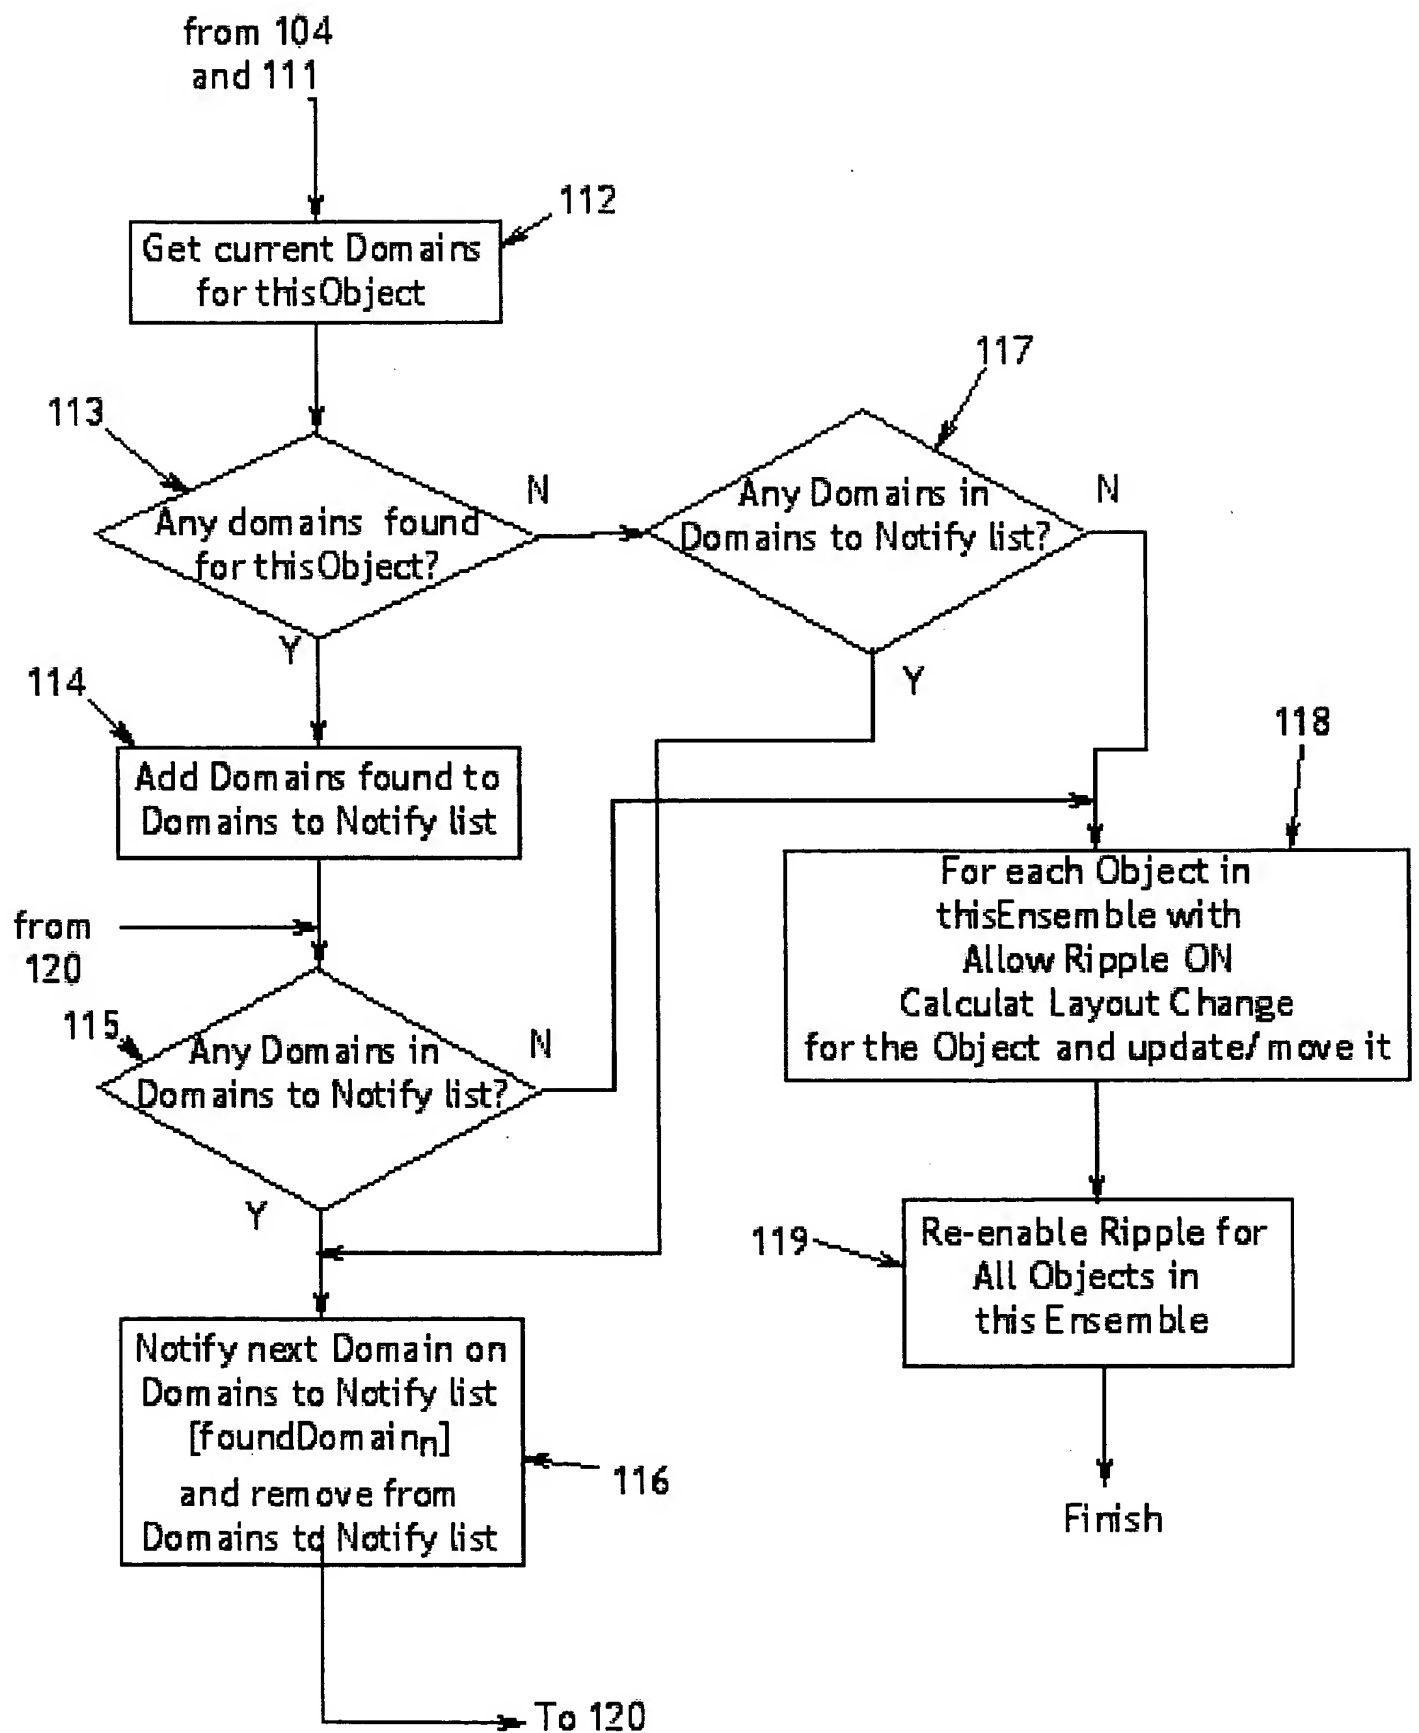 from 104
and 111
112
Get current Domains
for thisObject
117
113
N
Any domains found
for thisObject?
Y
Any Domains in
Domains to Notify list?
N
Y
114
Add Domains found to
Domains to Notify list
118
from
120
115
Any Domains in
Domains to Notify list?
N
Y
For each Object in
thisEnsemble with
Allow Ripple ON
Calculat Layout Change
for the Object and update/move it
119
Re-enable Ripple for
All Objects in
this Ensemble
Notify next Domain on
Domains to Notify list
[foundDomainn]
and remove from
Domains to Notify list
116
Finish
To 120